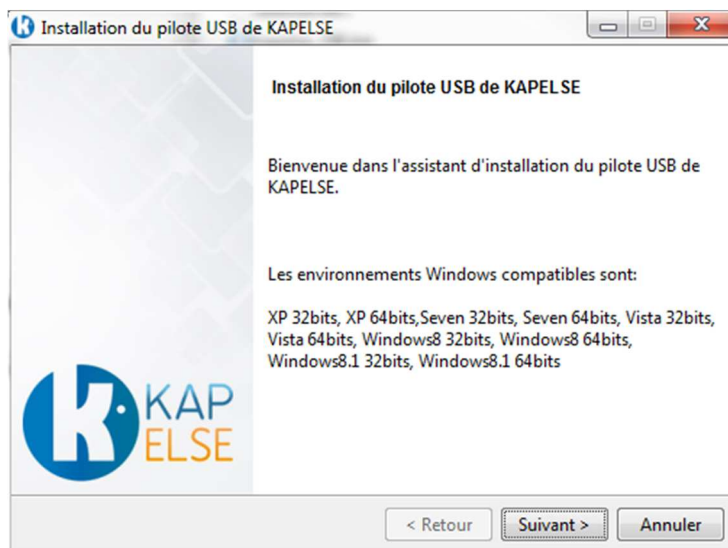 Installation du pilote USB de KAPELSE
Installation du pilote USB de KAPELSE
Bienvenue dans l'assistant d'installation du pilote USB de
KAPELSE.
Les environnements Windows compatibles sont:
XP 32bits, XP 64bits,Seven 32bits, Seven 64bits, Vista 32bits,
Vista 64bits, Windows8 32bits, Windows8 64bits,
Windows8.1 32bits, Windows8.1 64bits
K
KAP
ELSE
< Retour
Suivant >
Annuler